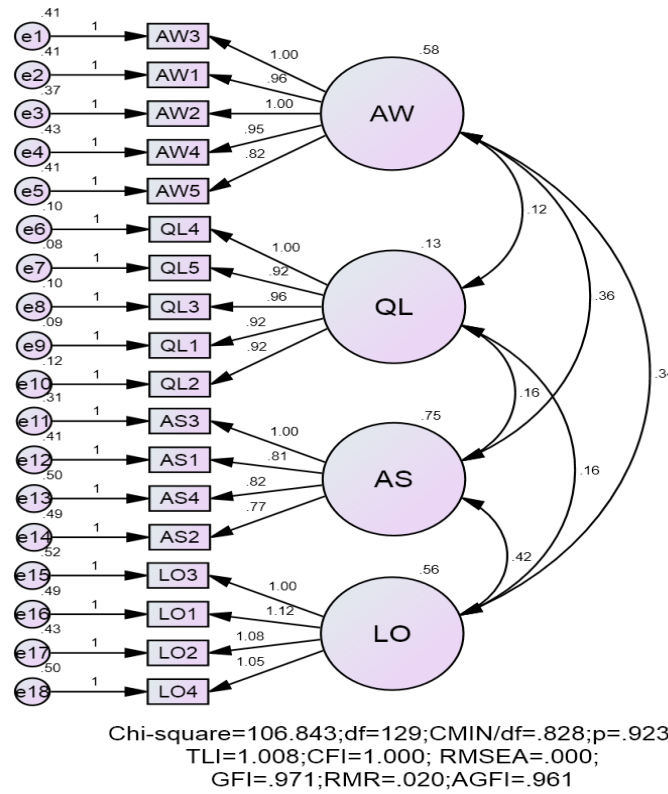 .41
e1 1 AW3
.41
e2 1 AW1
.37
e3 1 AW2
.43
e4 1 AW4
.41
e5 1 AW5
.10
e6 1 QL4
.08
e7 1 QL5
.10
e8 1 QL3
.09
e9 1 QL1
.12
e10 1 QL2
.31
e11 1 AS3
.41
e12 1 AS1
.50
e13 1 AS4
.49
e14 1 AS2
.52
e15 1 LO3
.49
e16 1 LO1
.43
e17 1 LO2
.50
e18 1 LO4
1.00
.96
1.00
.95
.82
.58
AW
1.00
.92
.96
.92
.92
.13
QL
1.00
.81
.82
.77
.75
AS
1.00
1.12
1.08
1.05
.56
LO
.12
.36
.16
.16
.42
Chi-square=106.843;df=129;CMIN/df=.828;p=.923
TLI=1.008;CFI=1.000; RMSEA=.000;
GFI=.971;RMR=.020;AGFI=.961